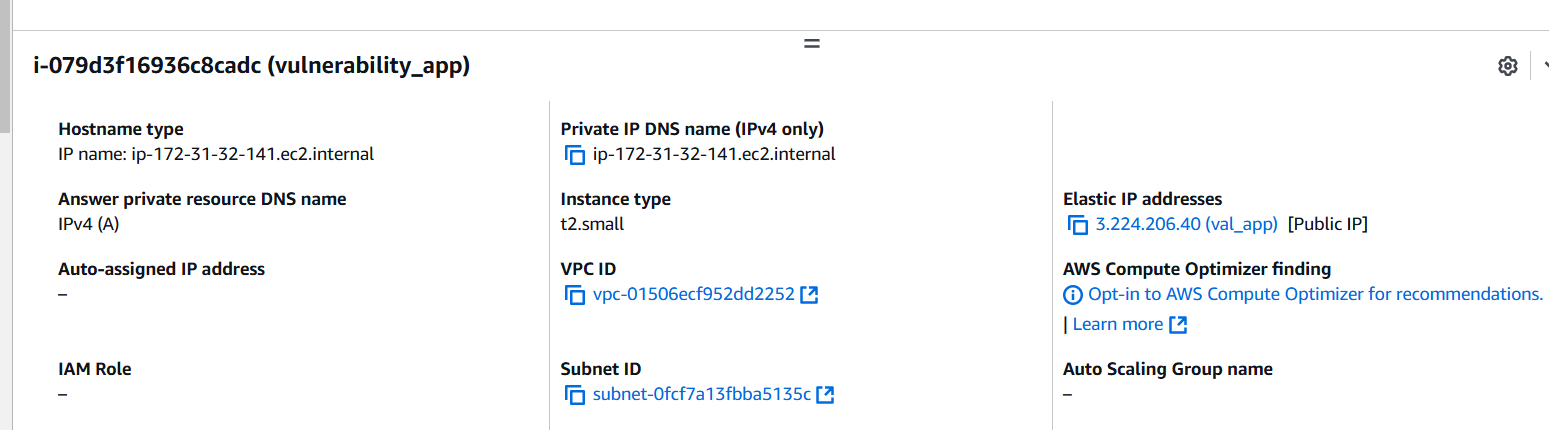 i-079d3f16936c8cadc (vulnerability_app)
Hostname type
IP name: ip-172-31-32-141.ec2.internal
Private IP DNS name (IPv4 only)
ip-172-31-32-141.ec2.internal
Answer private resource DNS name
IPv4 (A)
Instance type
t2.small
Elastic IP addresses
3.224.206.40 (val_app) [Public IP]
Auto-assigned IP address
–
VPC ID
vpc-01506ecf952dd2252
AWS Compute Optimizer finding
Opt-in to AWS Compute Optimizer for recommendations.
| Learn more
IAM Role
–
Subnet ID
subnet-0fcf7a13fbba5135c
Auto Scaling Group name
–